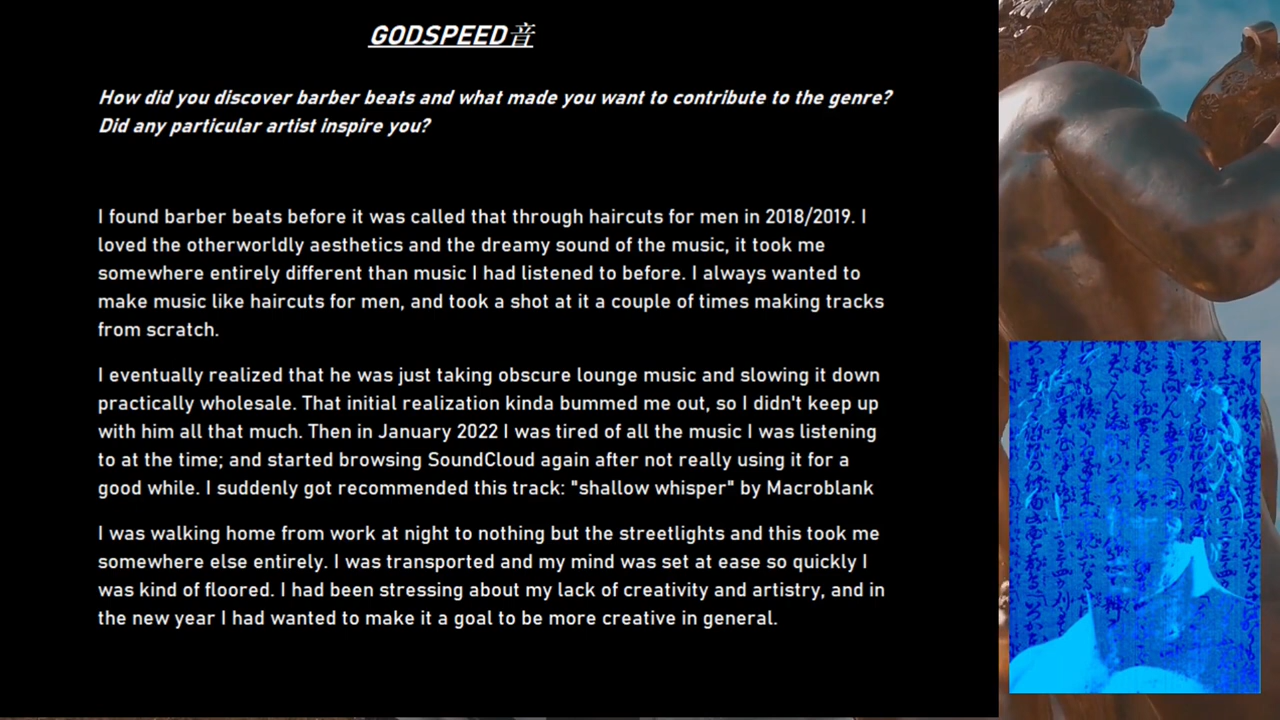 GODSPEED音
How did you discover barber beats and what made you want to contribute to the genre?
Did any particular artist inspire you?
I found barber beats before it was called that through haircuts for men in 2018/2019. I
loved the otherworldly aesthetics and the dreamy sound of the music, it took me
somewhere entirely different than music I had listened to before. I always wanted to
make music like haircuts for men, and took a shot at it a couple of times making tracks
from scratch.
I eventually realized that he was just taking obscure lounge music and slowing it down
practically wholesale. That initial realization kinda bummed me out, so I didn't keep up
with him all that much. Then in January 2022 I was tired of all the music I was listening
to at the time; and started browsing SoundCloud again after not really using it for a
good while. I suddenly got recommended this track: "shallow whisper" by Macroblank
I was walking home from work at night to nothing but the streetlights and this took me
somewhere else entirely. I was transported and my mind was set at ease so quickly I
was kind of floored. I had been stressing about my lack of creativity and artistry, and in
the new year I had wanted to make it a goal to be more creative in general.